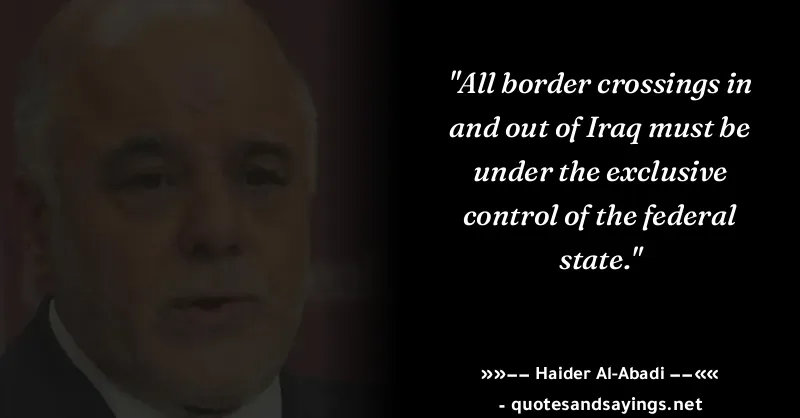 "All border crossings in
and out of Iraq must be
under the exclusive
control of the federal
state."
»»−− Haider Al-Abadi −−««
- quotesandsayings.net